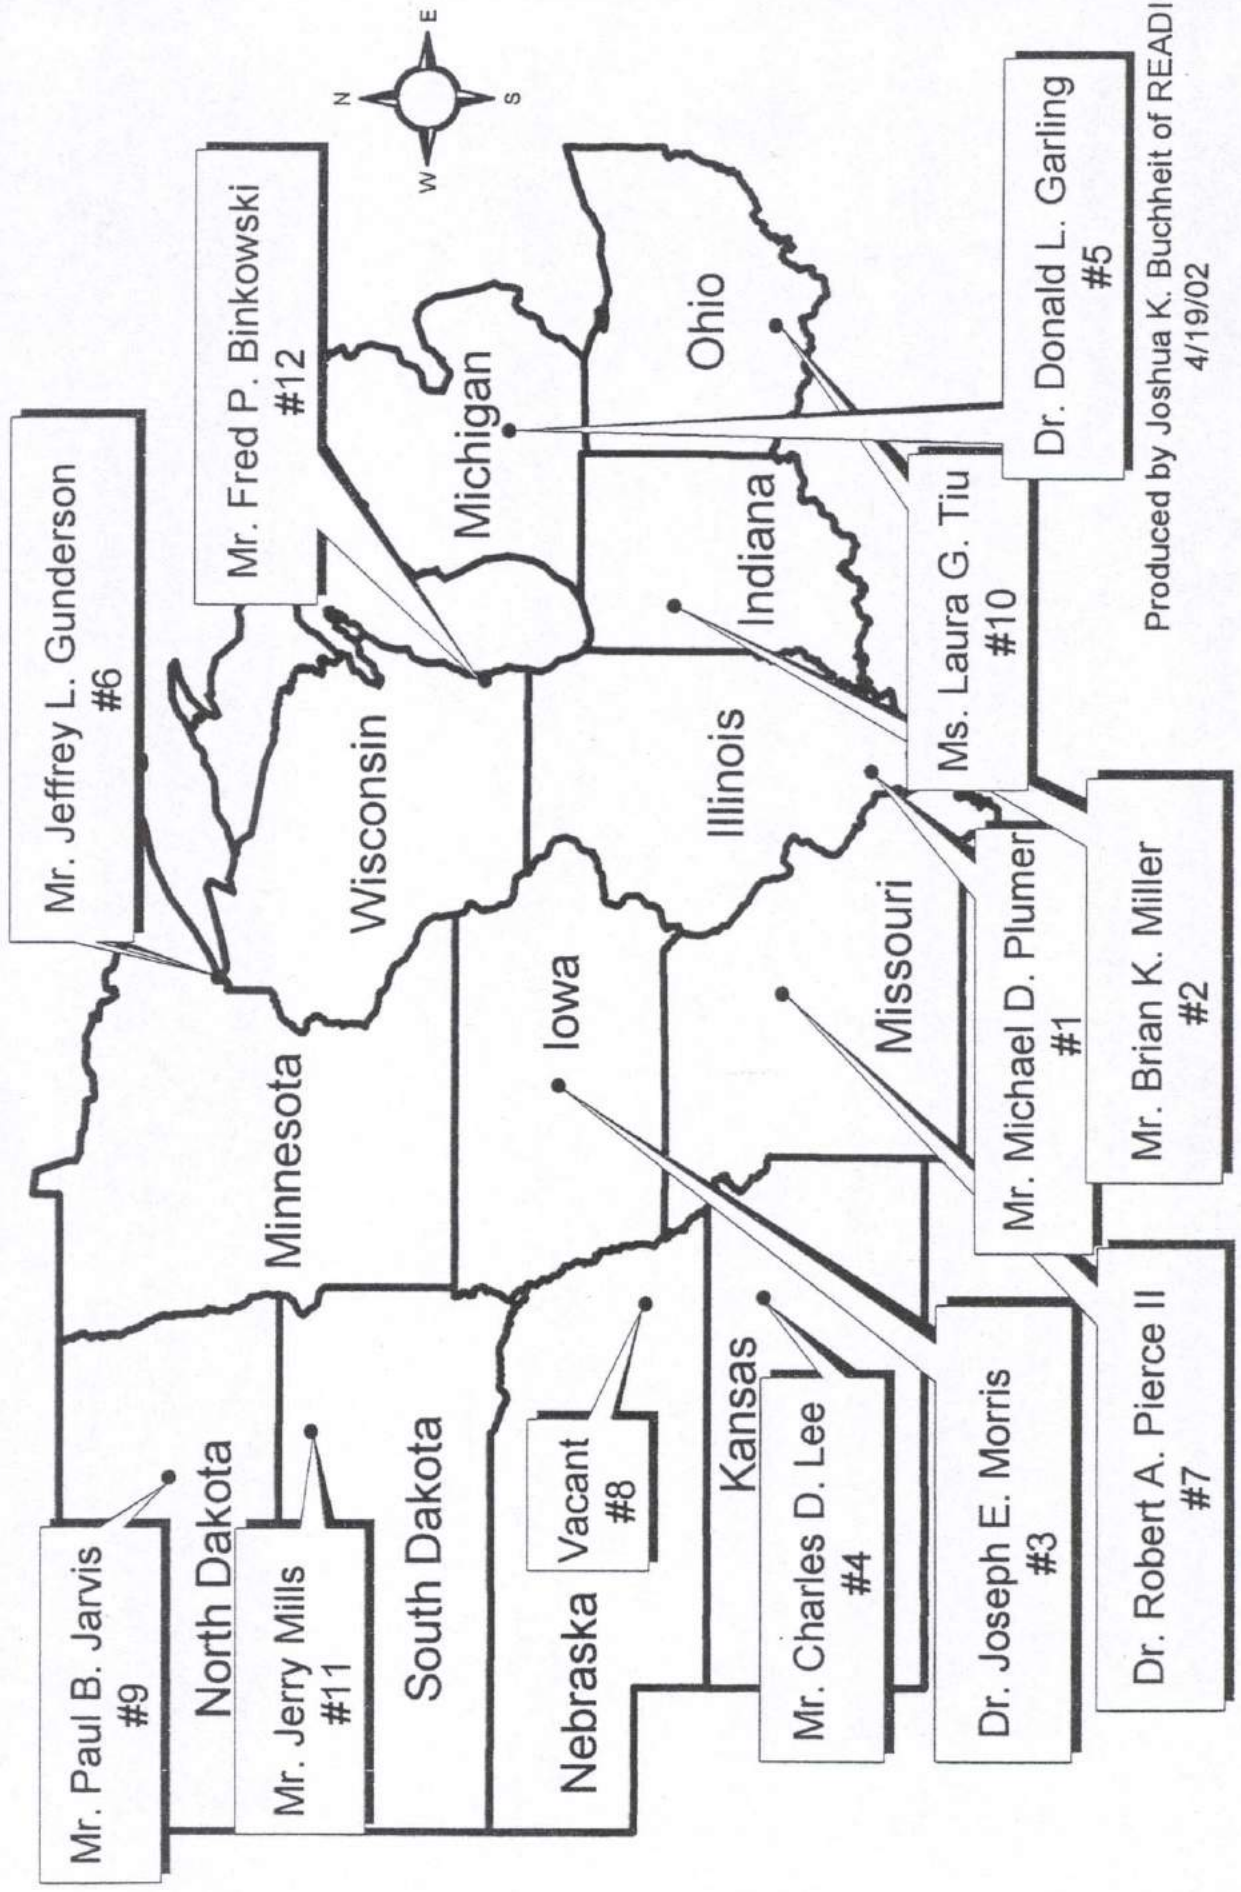 Mr. Jeffrey L. Gunderson
#6
Mr. Paul B. Jarvis
#9
Mr. Fred P. Binkowski
#12
N
W
E
S
North Dakota
Minnesota
Mr. Jerry Mills
#11
Wisconsin
Michigan
South Dakota
Vacant
#8
Iowa
Nebraska
Ohio
Illinois
Indiana
Kansas
Mr. Charles D. Lee
#4
Missouri
Ms. Laura G. Tiu
#10
Dr. Donald L. Garling
#5
Dr. Joseph E. Morris
#3
Mr. Michael D. Plumer
#1
Mr. Brian K. Miller
#2
Dr. Robert A. Pierce II
#7
Produced by Joshua K. Buchheit of READI
4/19/02